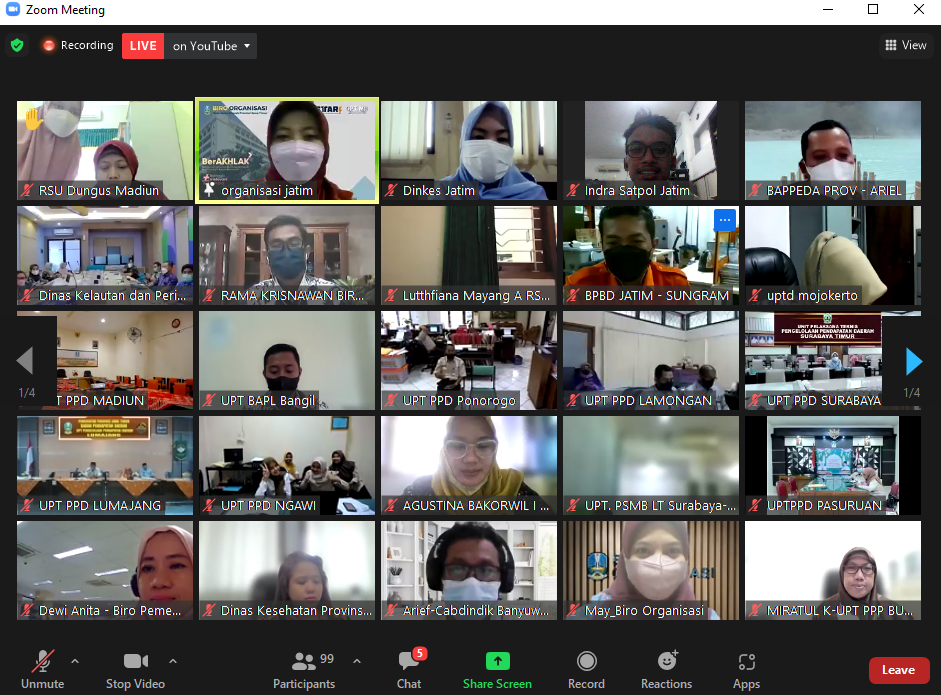 Zoom Meeting
Recording
LIVE
on YouTube
View
RSU Dungus Madiun
BIRO ORGANISASI
BerAKHLAK
organisasi jatim
Dinkes Jatim
Indra Satpol Jatim
BAPPEDA PROV - ARIEL
Dinas Kelautan dan Peri...
RAMA KRISNAWAN BIR...
Lutthfiana Mayang A RS...
BPBD JATIM - SUNGRAM
uptd mojokerto
1/4
PPD MADIUN
UPT BAPL Bangil
UPT PPD Ponorogo
UPT PPD LAMONGAN
UNIT PELAKSANA TEKNIS
PENGELOLAAN PENDAPATAN DAERAH
SURABAYA TIMUR
UPT PPD SURABAYA
1/4
LUMAJANG
UPT PPD LUMAJANG
UPT PPD NGAWI
AGUSTINA BAKORWIL I ...
UPT. PSMB LT Surabaya-...
UPTPPD PASURUAN
Dewi Anita - Biro Peme...
Dinas Kesehatan Provins...
Arief-Cabdindik Banyuw...
May_Biro Organisasi
MIRATUL K-UPT PPP BU...
Unmute
Stop Video
99
Participants
5
Chat
Share Screen
Record
Reactions
Apps
Leave